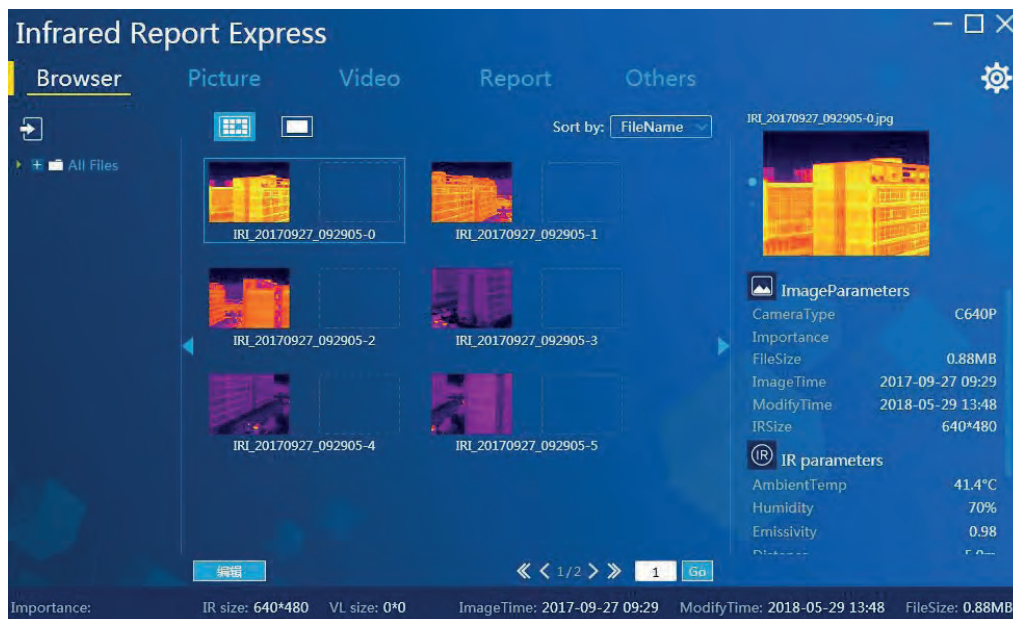 Infrared Report Express
Browser Picture Video Report Others
Sort by: FileName
All Files
IRI_20170927_092905-0
IRI_20170927_092905-1
IRI_20170927_092905-2
IRI_20170927_092905-3
IRI_20170927_092905-4
IRI_20170927_092905-5
编辑
1/2 1 Go
IRI_20170927_092905-0.jpg
ImageParameters
CameraType C640P
Importance
FileSize 0.88MB
ImageTime 2017-09-27 09:29
ModifyTime 2018-05-29 13:48
IRSize 640*480
IR IR parameters
AmbientTemp 41.4°C
Humidity 70%
Emissivity 0.98
Importance: IR size: 640*480 VL size: 0*0 ImageTime: 2017-09-27 09:29 ModifyTime: 2018-05-29 13:48 FileSize: 0.88MB